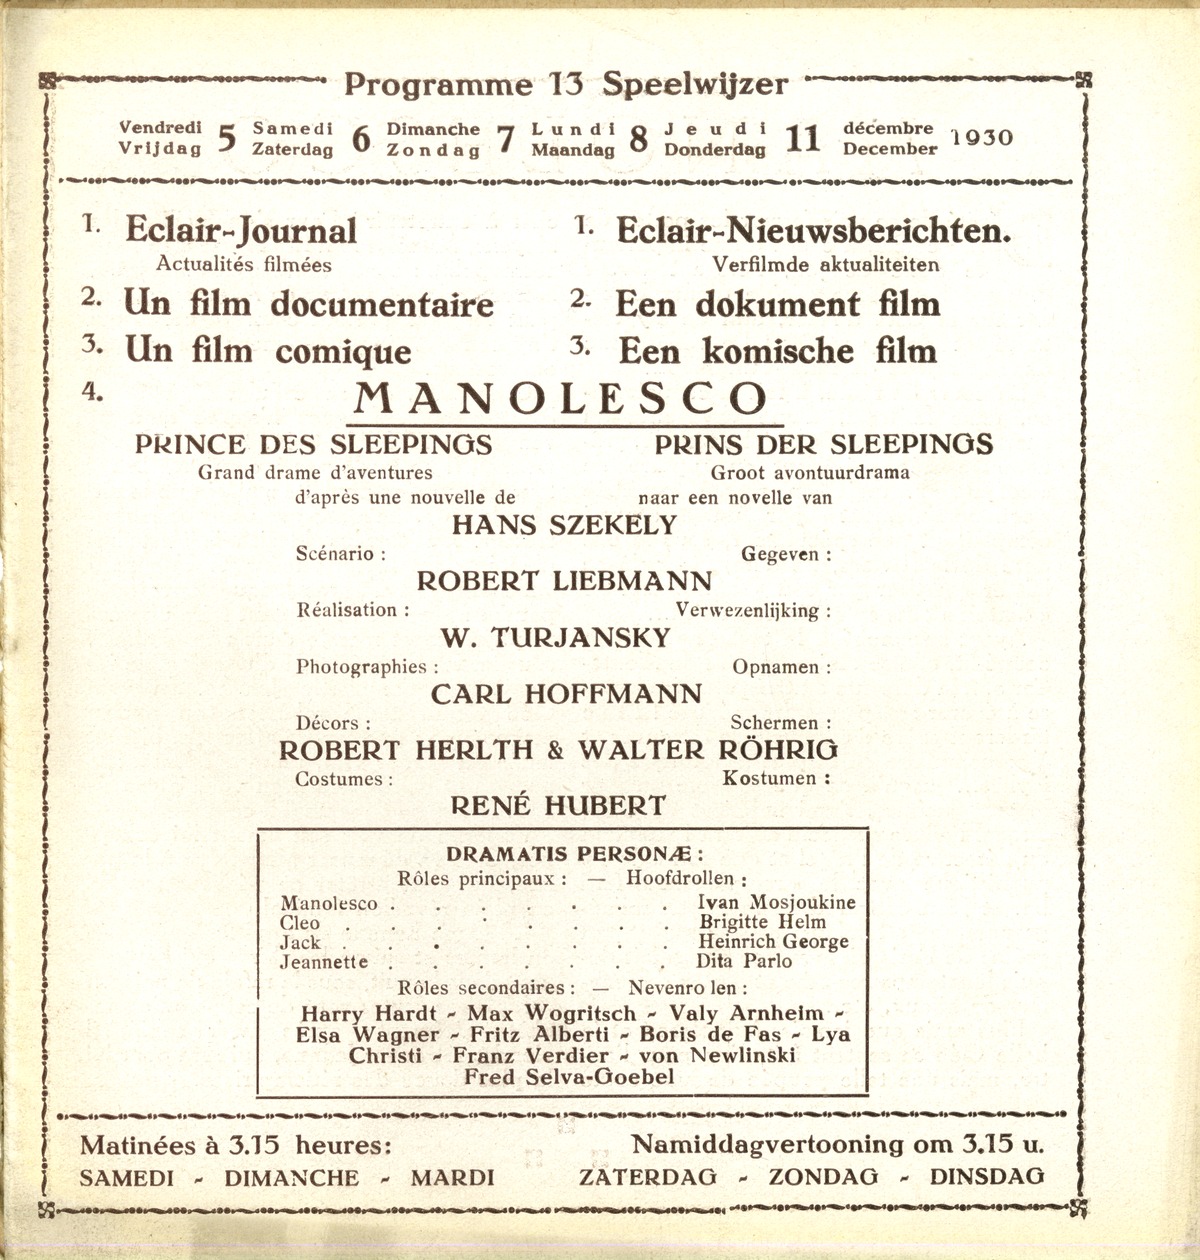 Programme 13 Speelwijzer
Vendredi 5 Samedi 6 Dimanche 7 Lundi 8 Jeudi 11 décembre 1930
Vrijdag Zaterdag Zondag Maandag Donderdag December
1. Eclair-Journal
Actualités filmées
2. Un film documentaire
3. Un film comique
1. Eclair-Nieuwsberichten.
Verfilmde aktualiteiten
2. Een dokument film
3. Een komische film
4. MANOLESCO
PRINCE DES SLEEPINGS PRINS DER SLEEPINGS
Grand drame d'aventures Groot avontuurdrama
d'après une nouvelle de naar een novelle van
HANS SZEKELY
Scénario : Gegeven :
ROBERT LIEBMANN
Réalisation : Verwezenlijking :
W. TURJANSKY
Photographies : Opnamen :
CARL HOFFMANN
Décors : Schermen :
ROBERT HERLTH & WALTER RÖHRIG
Costumes : Kostumen :
RENÉ HUBERT
DRAMATIS PERSONÆ :
Rôles principaux : — Hoofdrollen :
Manolesco . . . . . . . Ivan Mosjoukine
Cleo . . . . . . . . Brigitte Helm
Jack . . . . . . . . Heinrich George
Jeannette . . . . . . . Dita Parlo
Rôles secondaires : — Nevenro len :
Harry Hardt - Max Wogritsch - Valy Arnheim -
Elsa Wagner - Fritz Alberti - Boris de Fas - Lya
Christi - Franz Verdier - von Newlinski
Fred Selva-Goebel
Matinées à 3.15 heures: Namiddagvertooning om 3.15 u.
SAMEDI - DIMANCHE - MARDI ZATERDAG - ZONDAG - DINSDAG